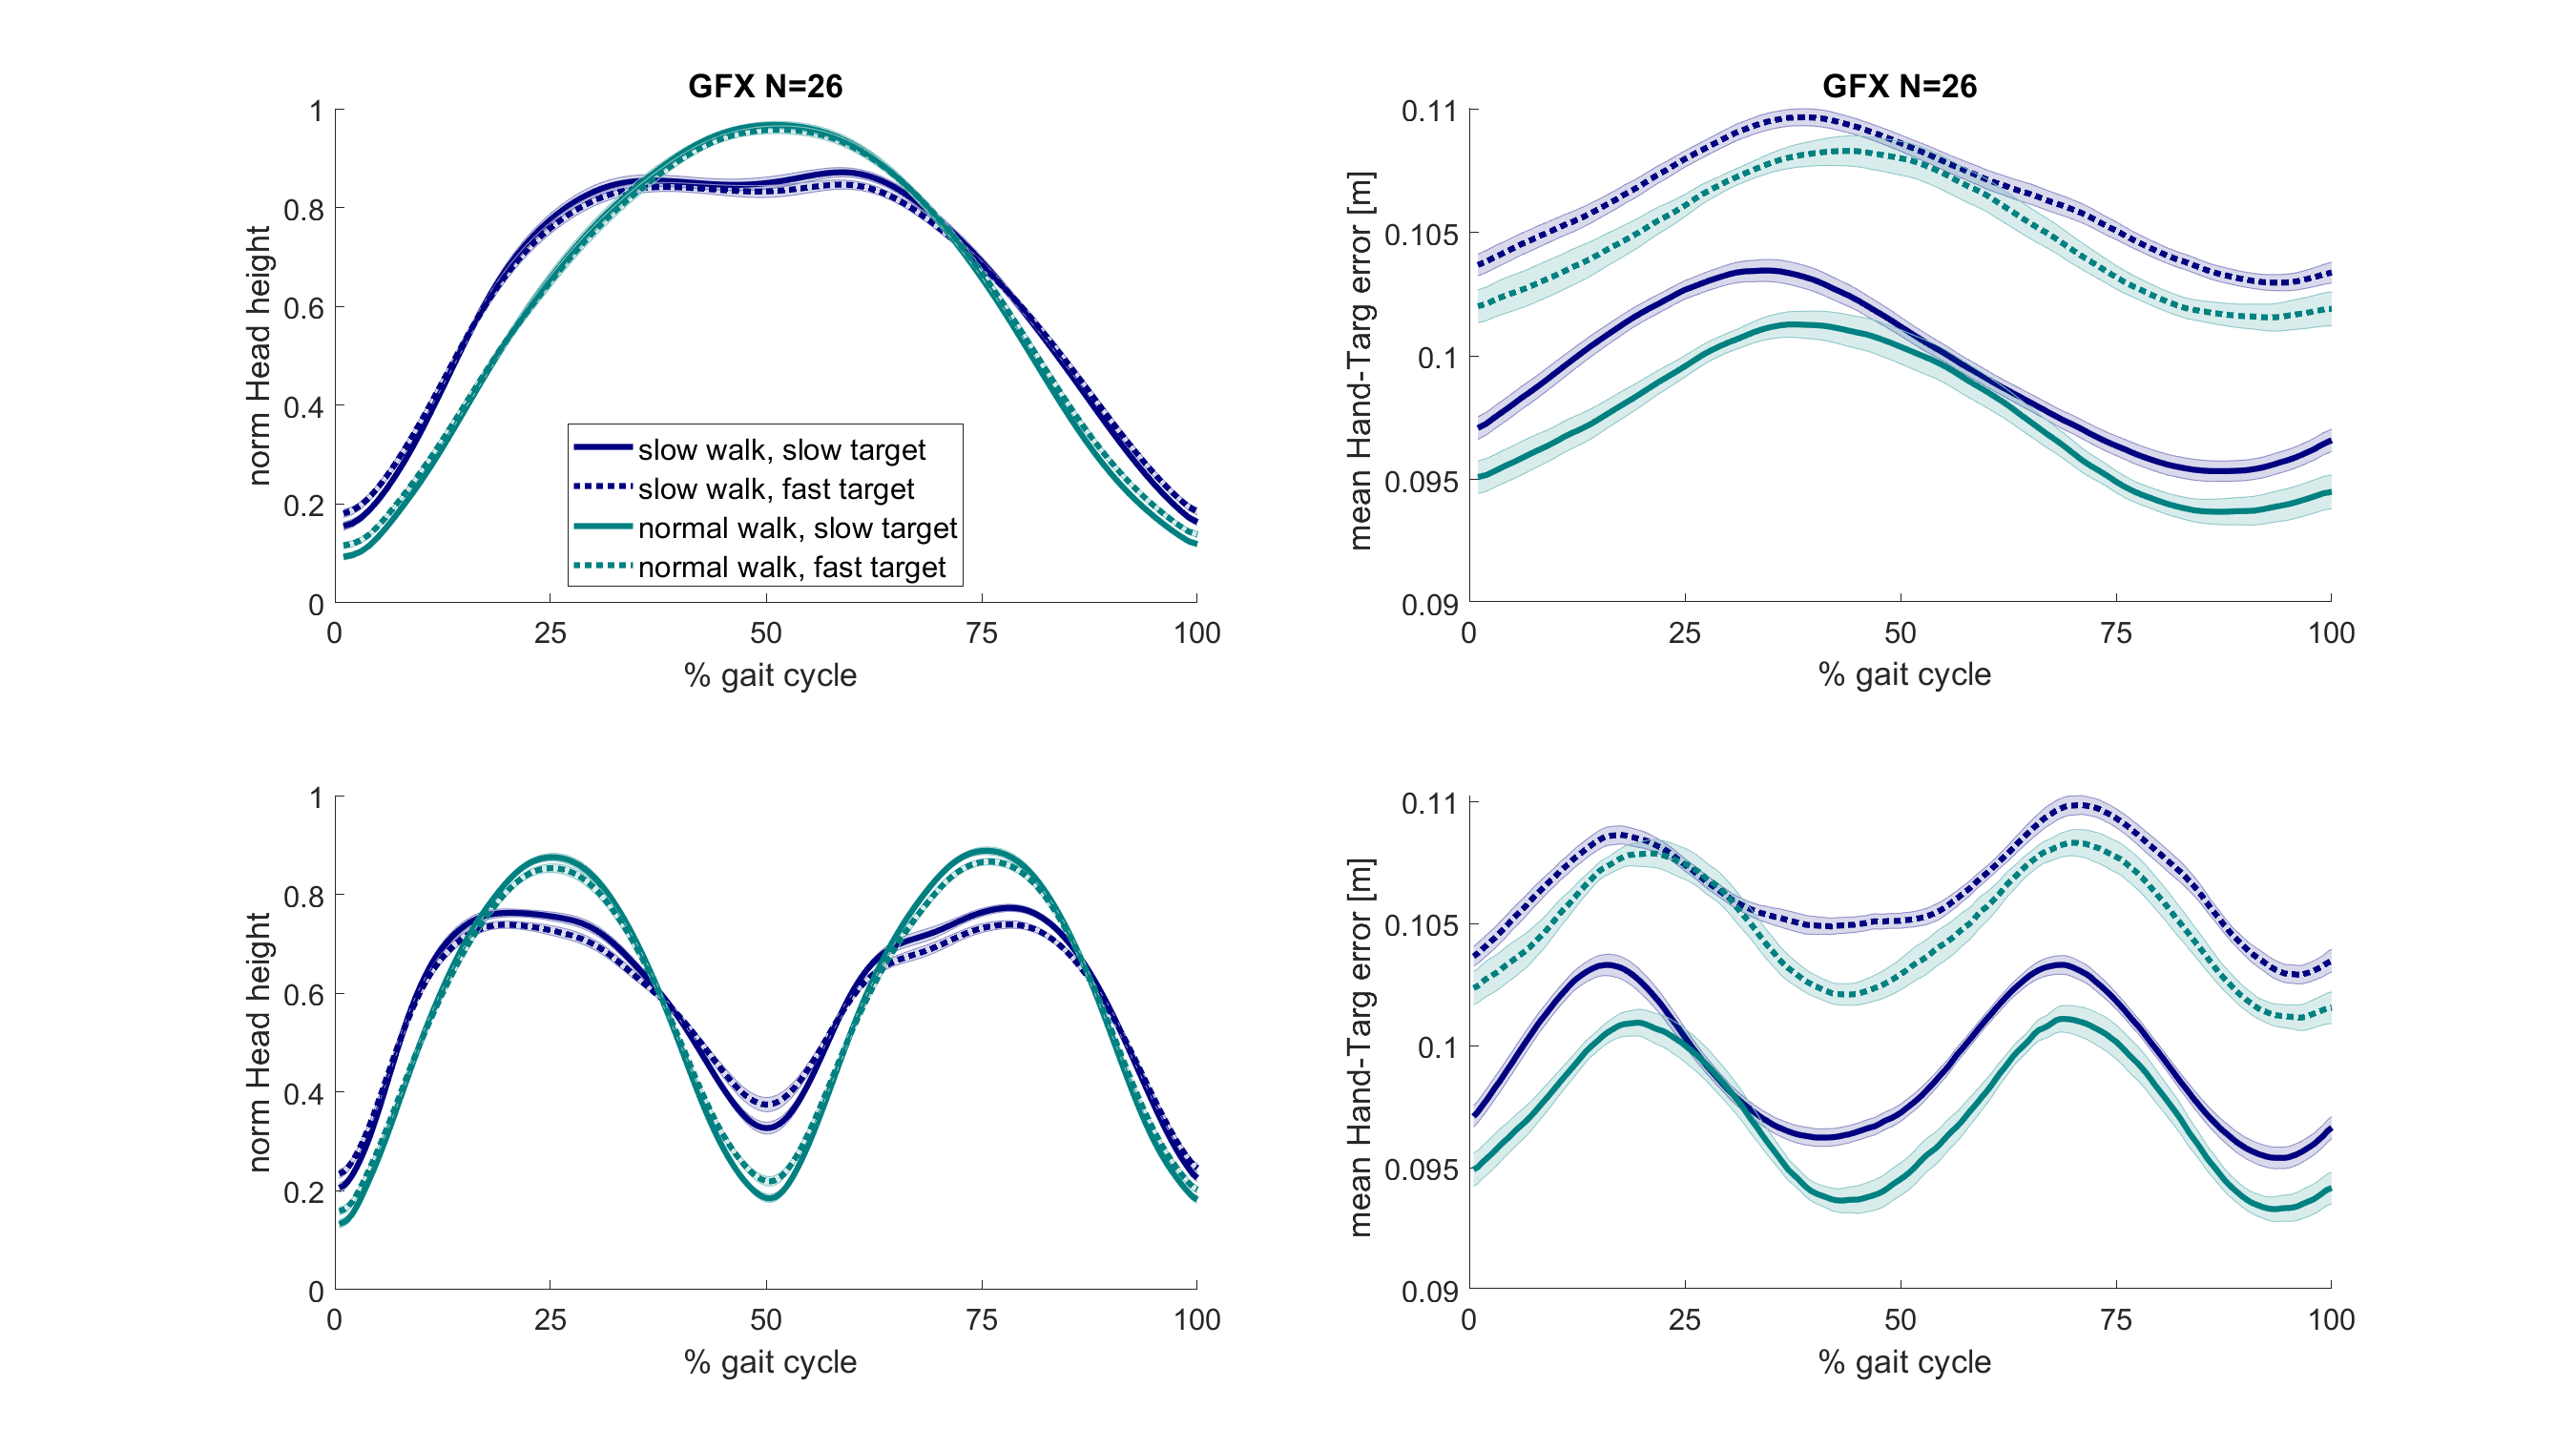 GFX N=26
1
0.8
0.6
0.4
0.2
0
norm Head height
slow walk, slow target
slow walk, fast target
normal walk, slow target
normal walk, fast target
0 25 50 75 100
% gait cycle
GFX N=26
0.11
0.105
0.1
0.095
0.09
mean Hand-Targ error [m]
0 25 50 75 100
% gait cycle
1
0.8
0.6
0.4
0.2
0
norm Head height
0 25 50 75 100
% gait cycle
0.11
0.105
0.1
0.095
0.09
mean Hand-Targ error [m]
0 25 50 75 100
% gait cycle